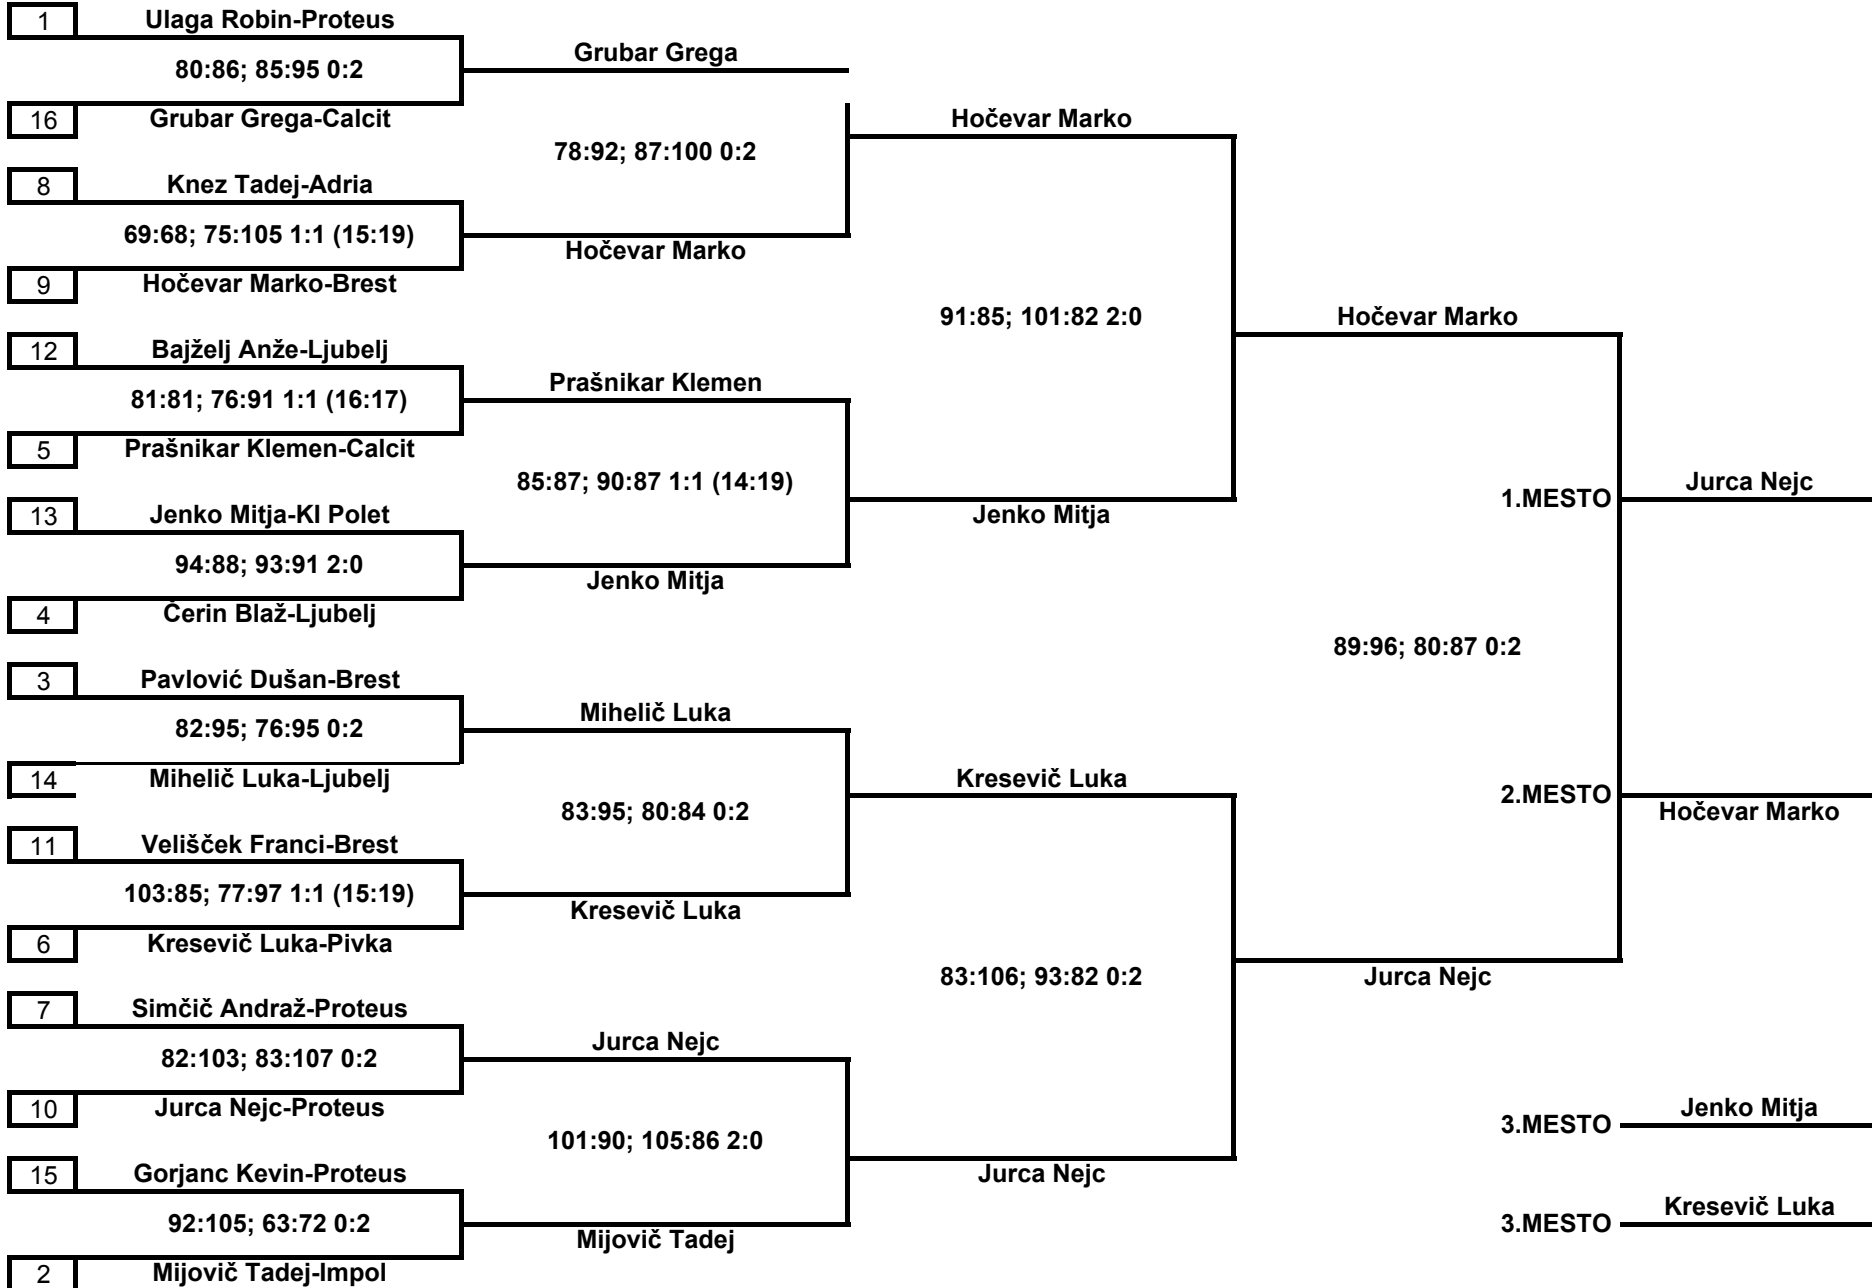 1 Ulaga Robin-Proteus
80:86; 85:95 0:2
16 Grubar Grega-Calcit
8 Knez Tadej-Adria
69:68; 75:105 1:1 (15:19)
9 Hočevar Marko-Brest
12 Bajželj Anže-Ljubelj
81:81; 76:91 1:1 (16:17)
5 Prašnikar Klemen-Calcit
13 Jenko Mitja-Kl Polet
94:88; 93:91 2:0
4 Čerin Blaž-Ljubelj
3 Pavlović Dušan-Brest
82:95; 76:95 0:2
14 Mihelič Luka-Ljubelj
11 Velišček Franci-Brest
103:85; 77:97 1:1 (15:19)
6 Kresevič Luka-Pivka
7 Simčič Andraž-Proteus
82:103; 83:107 0:2
10 Jurca Nejc-Proteus
15 Gorjanc Kevin-Proteus
92:105; 63:72 0:2
2 Mijovič Tadej-Impol
Grubar Grega
78:92; 87:100 0:2
Hočevar Marko
Prašnikar Klemen
85:87; 90:87 1:1 (14:19)
Jenko Mitja
Mihelič Luka
83:95; 80:84 0:2
Kresevič Luka
Jurca Nejc
101:90; 105:86 2:0
Mijovič Tadej
Hočevar Marko
91:85; 101:82 2:0
Jenko Mitja
Kresevič Luka
83:106; 93:82 0:2
Jurca Nejc
Hočevar Marko
89:96; 80:87 0:2
Jurca Nejc
1.MESTO Jurca Nejc
2.MESTO Hočevar Marko
3.MESTO Jenko Mitja
3.MESTO Kresevič Luka